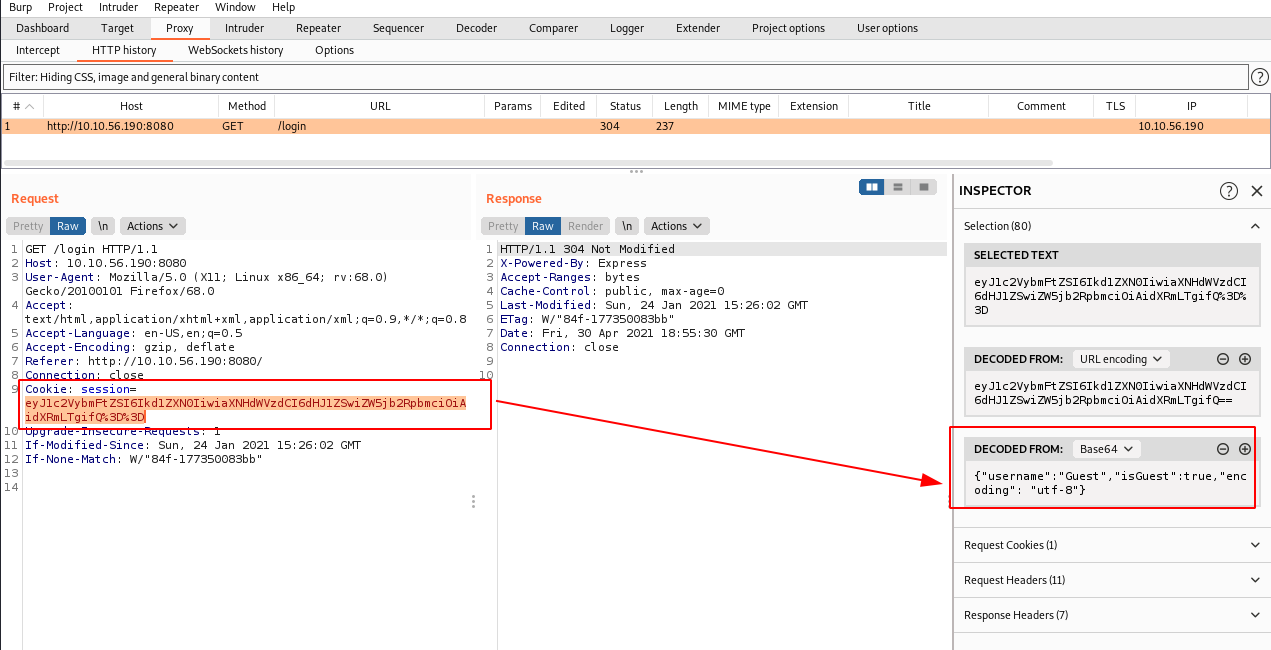 Burp Project Intruder Repeater Window Help
Dashboard Target Proxy Intruder Repeater Sequencer Decoder Comparer Logger Extender Project options User options
Intercept HTTP history WebSockets history Options
Filter: Hiding CSS, image and general binary content ?
# Host Method URL Params Edited Status Length MIME type Extension Title Comment TLS IP
1 http://10.10.56.190:8080 GET /login 304 237 10.10.56.190
Request
Pretty Raw \n Actions
1 GET /login HTTP/1.1
2 Host: 10.10.56.190:8080
3 User-Agent: Mozilla/5.0 (X11; Linux x86_64; rv:68.0)
Gecko/20100101 Firefox/68.0
4 Accept:
text/html,application/xhtml+xml,application/xml;q=0.9,*/*;q=0.8
5 Accept-Language: en-US,en;q=0.5
6 Accept-Encoding: gzip, deflate
7 Referer: http://10.10.56.190:8080/
8 Connection: close
9 Cookie: session=
eyJ1c2VybmFtZSI6Ikd1ZXN0IiwiaXNHdWVzdCI6dHJ1ZSwiZW5jb2RpbmciOiA
idXRmLTgifQ%3D%3D
10 Upgrade-Insecure-Requests: 1
11 If-Modified-Since: Sun, 24 Jan 2021 15:26:02 GMT
12 If-None-Match: W/"84f-177350083bb"
13
14
Response
Pretty Raw Render \n Actions
1 HTTP/1.1 304 Not Modified
2 X-Powered-By: Express
3 Accept-Ranges: bytes
4 Cache-Control: public, max-age=0
5 Last-Modified: Sun, 24 Jan 2021 15:26:02 GMT
6 ETag: W/"84f-177350083bb"
7 Date: Fri, 30 Apr 2021 18:55:30 GMT
8 Connection: close
9
10
INSPECTOR ?
Selection (80)
SELECTED TEXT
eyJ1c2VybmFtZSI6Ikd1ZXN0IiwiaXNHdWVzdCI
6dHJ1ZSwiZW5jb2RpbmciOiAidXRmLTgifQ%3D%
3D
DECODED FROM: URL encoding
eyJ1c2VybmFtZSI6Ikd1ZXN0IiwiaXNHdWVzdCI
6dHJ1ZSwiZW5jb2RpbmciOiAidXRmLTgifQ==
DECODED FROM: Base64
{"username":"Guest","isGuest":true,"enc
oding": "utf-8"}
Request Cookies (1)
Request Headers (11)
Response Headers (7)